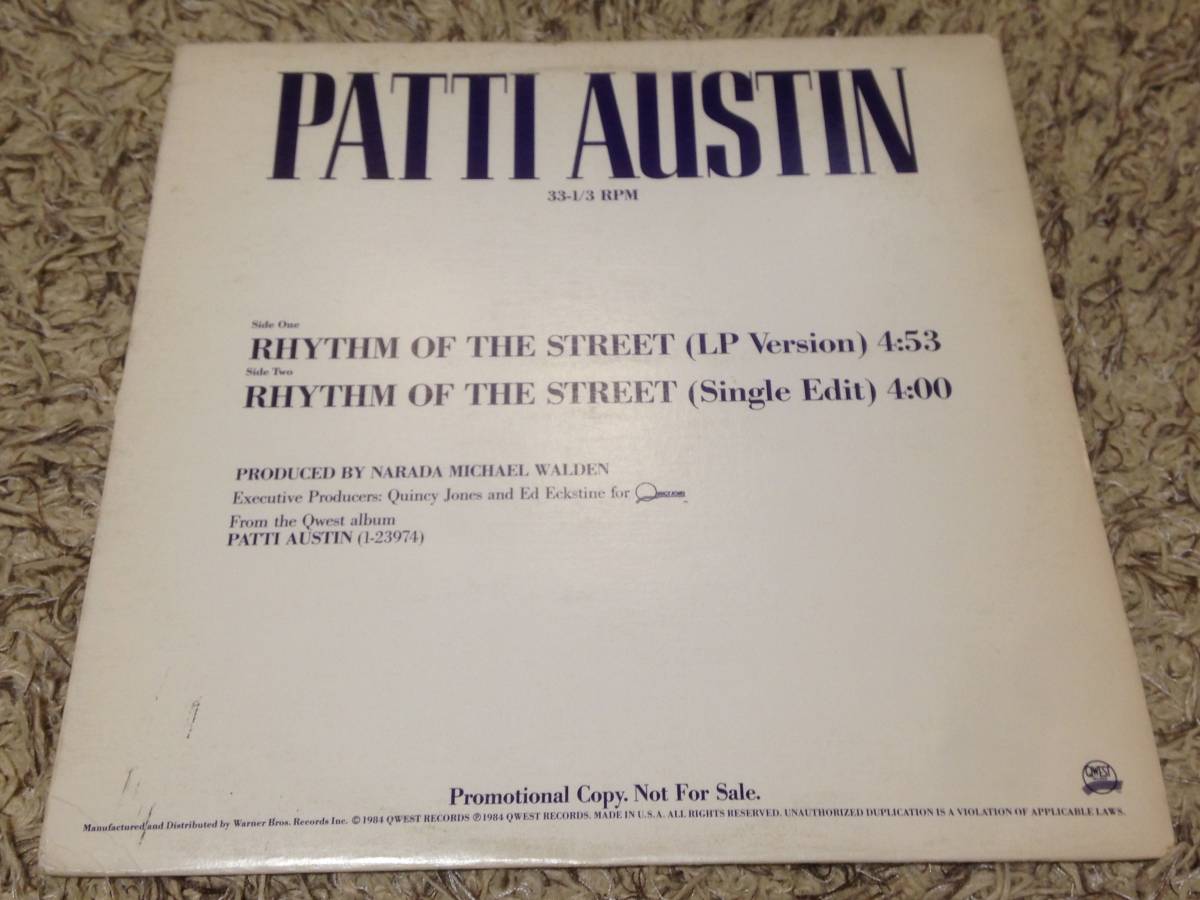 PATTI AUSTIN
33-1/3 RPM
Side One
RHYTHM OF THE STREET (LP Version) 4:53
Side Two
RHYTHM OF THE STREET (Single Edit) 4:00
PRODUCED BY NARADA MICHAEL WALDEN
Executive Producers: Quincy Jones and Ed Eckstine for
From the Qwest album
PATTI AUSTIN (1-23974)
QWEST
Promotional Copy. Not For Sale.
Manufactured and Distributed by Warner Bros. Records Inc. © 1984 QWEST RECORDS ℗ 1984 QWEST RECORDS. MADE IN U.S.A. ALL RIGHTS RESERVED. UNAUTHORIZED DUPLICATION IS A VIOLATION OF APPLICABLE LAWS.